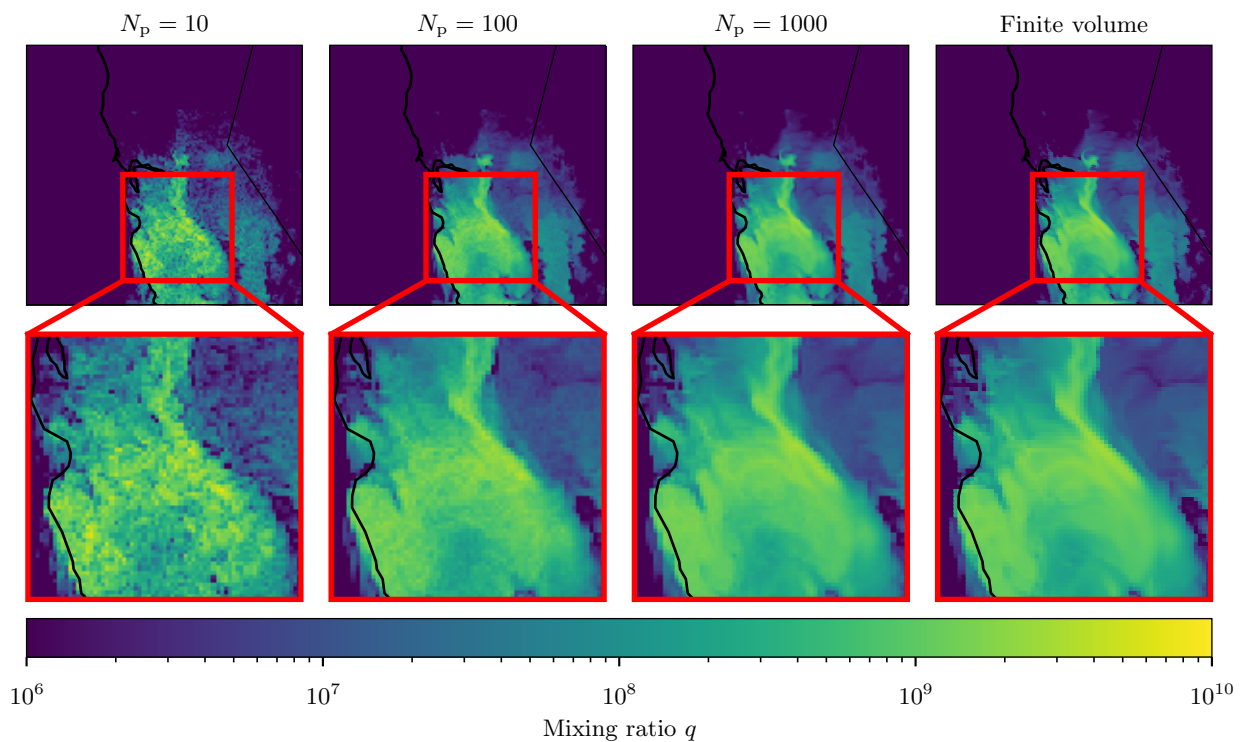 N_p = 10
N_p = 100
N_p = 1000
Finite volume
10^6
10^7
10^8
10^9
10^10
Mixing ratio q